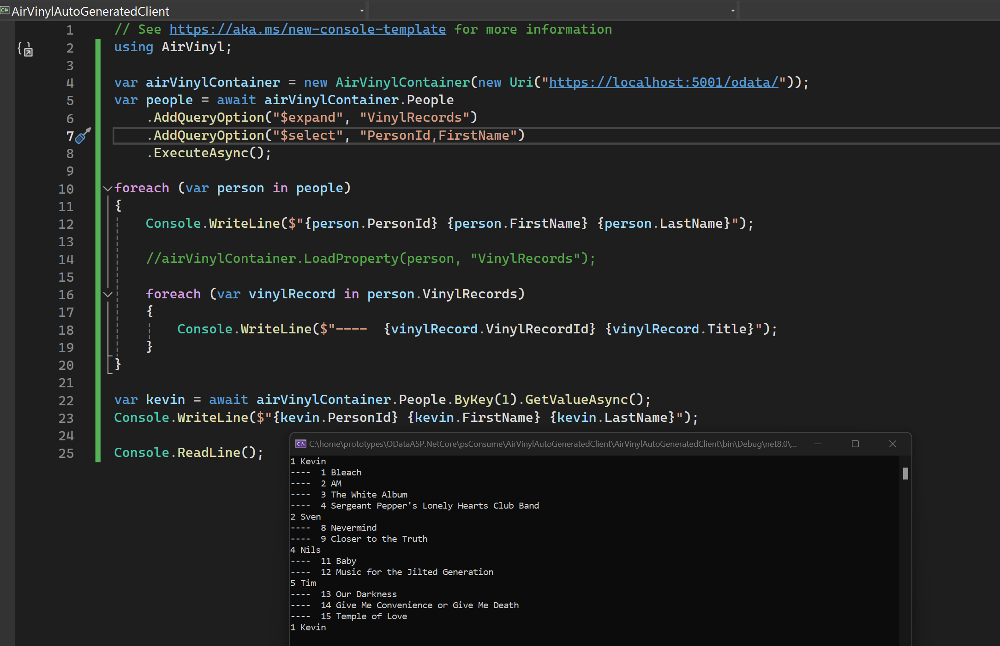 AirVinylAutoGeneratedClient
1 // See https://aka.ms/new-console-template for more information
2 using AirVinyl;
3
4 var airVinylContainer = new AirVinylContainer(new Uri("https://localhost:5001/odata/"));
5 var people = await airVinylContainer.People
6     .AddQueryOption("$expand", "VinylRecords")
7     .AddQueryOption("$select", "PersonId,FirstName")
8     .ExecuteAsync();
9
10 foreach (var person in people)
11 {
12     Console.WriteLine($"{person.PersonId} {person.FirstName} {person.LastName}");
13
14     //airVinylContainer.LoadProperty(person, "VinylRecords");
15
16     foreach (var vinylRecord in person.VinylRecords)
17     {
18         Console.WriteLine($"----  {vinylRecord.VinylRecordId} {vinylRecord.Title}");
19     }
20 }
21
22 var kevin = await airVinylContainer.People.ByKey(1).GetValueAsync();
23 Console.WriteLine($"{kevin.PersonId} {kevin.FirstName} {kevin.LastName}");
24
25 Console.ReadLine();
C:\home\prototypes\ODataASP.NetCore\psConsume\AirVinylAutoGeneratedClient\AirVinylAutoGeneratedClient\bin\Debug\net8.0\...
1 Kevin
----  1 Bleach
----  2 AM
----  3 The White Album
----  4 Sergeant Pepper's Lonely Hearts Club Band
2 Sven
----  8 Nevermind
----  9 Closer to the Truth
4 Nils
----  11 Baby
----  12 Music for the Jilted Generation
5 Tim
----  13 Our Darkness
----  14 Give Me Convenience or Give Me Death
----  15 Temple of Love
1 Kevin